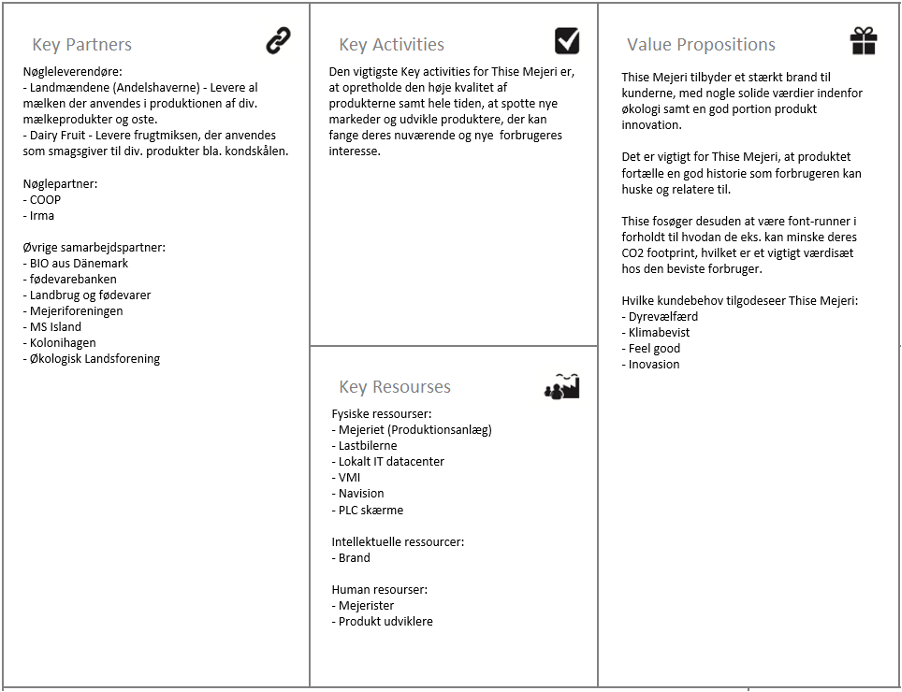 Key Partners
Nøgleleverendøre:
- Landmændene (Andelshaverne) - Levere al
mælken der anvendes i produktionen af div.
mælkeprodukter og oste.
- Dairy Fruit - Levere frugtmiksen, der anvendes
som smagsgiver til div. produkter bla. kondskålen.
Nøglepartner:
- COOP
- Irma
Øvrige samarbejdspartner:
- BIO aus Dänemark
- fødevarebanken
- Landbrug og fødevarer
- Mejeriforeningen
- MS Island
- Kolonihagen
- Økologisk Landsforening
Key Activities
Den vigtigste Key activities for Thise Mejeri er,
at opretholde den høje kvalitet af
produkterne samt hele tiden, at spotte nye
markeder og udvikle produktere, der kan
fange deres nuværende og nye forbrugeres
interesse.
Key Resourses
Fysiske ressourser:
- Mejeriet (Produktionsanlæg)
- Lastbilerne
- Lokalt IT datacenter
- VMI
- Navision
- PLC skærme
Intellektuelle ressourcer:
- Brand
Human resourser:
- Mejerister
- Produkt udviklere
Value Propositions
Thise Mejeri tilbyder et stærkt brand til
kunderne, med nogle solide værdier indenfor
økologi samt en god portion produkt
innovation.
Det er vigtigt for Thise Mejeri, at produktet
fortælle en god historie som forbrugeren kan
huske og relatere til.
Thise fosøger desuden at være font-runner i
forholdt til hvodan de eks. kan minske deres
CO2 footprint, hvilket er et vigtigt værdisæt
hos den beviste forbruger.
Hvilke kundebehov tilgodeseer Thise Mejeri:
- Dyrevælfærd
- Klimabevist
- Feel good
- Inovasion